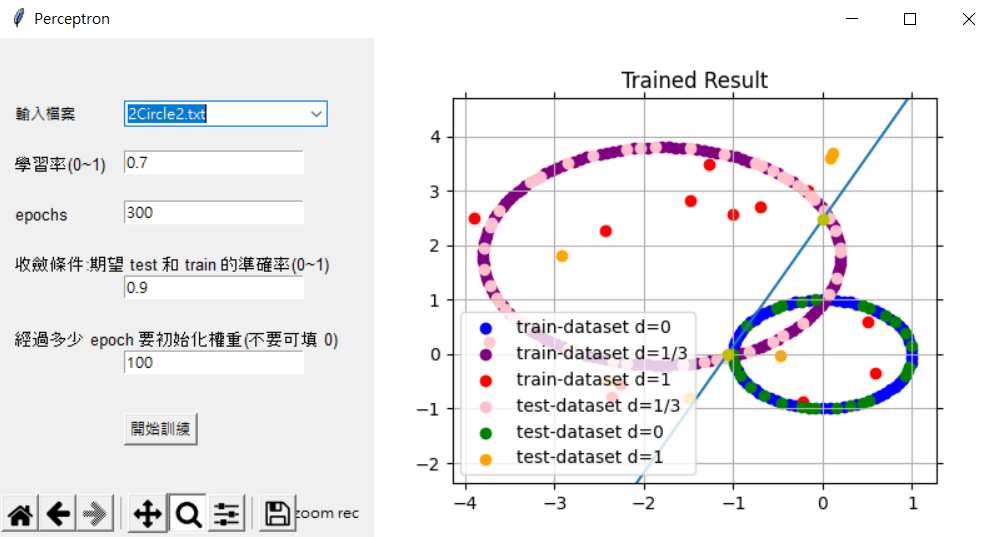 Perceptron
輸入檔案 2Circle2.txt
學習率(0~1) 0.7
epochs 300
收斂條件:期望 test 和 train 的準確率(0~1)
0.9
經過多少 epoch 要初始化權重(不要可填 0)
100
開始訓練
zoom rec
Trained Result
4
3
2
1
0
−1
−2
−4 −3 −2 −1 0 1
train-dataset d=0
train-dataset d=1/3
train-dataset d=1
test-dataset d=1/3
test-dataset d=0
test-dataset d=1